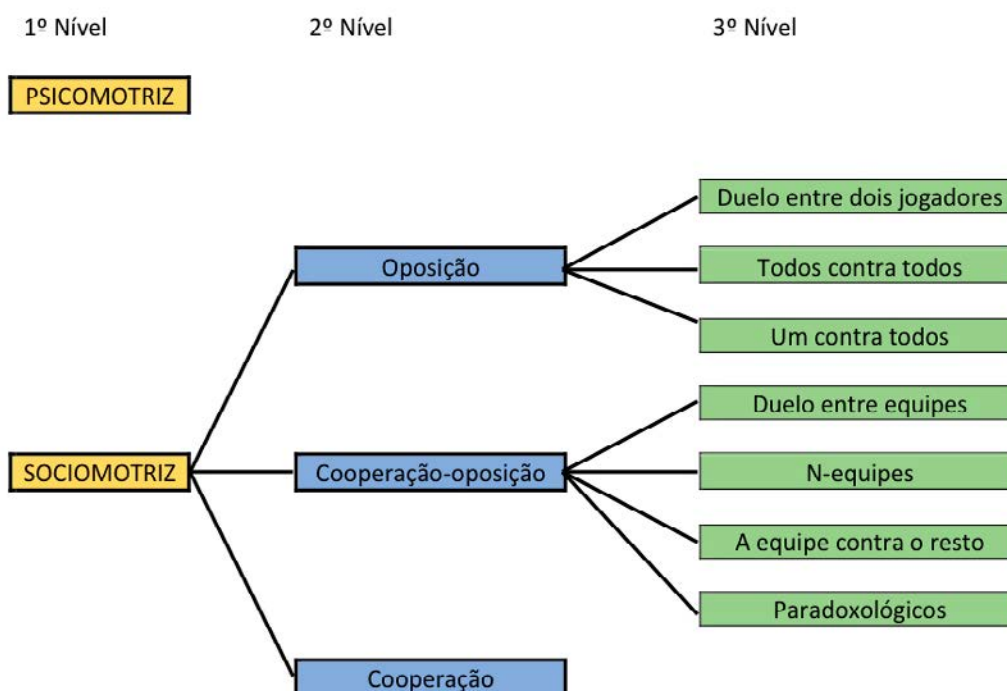 1º Nível
2º Nível
3º Nível
PSICOMOTRIZ
Duelo entre dois jogadores
Oposição
Todos contra todos
Um contra todos
Duelo entre equipes
SOCIOMOTRIZ
Cooperação-oposição
N-equipes
A equipe contra o resto
Paradoxológicos
Cooperação